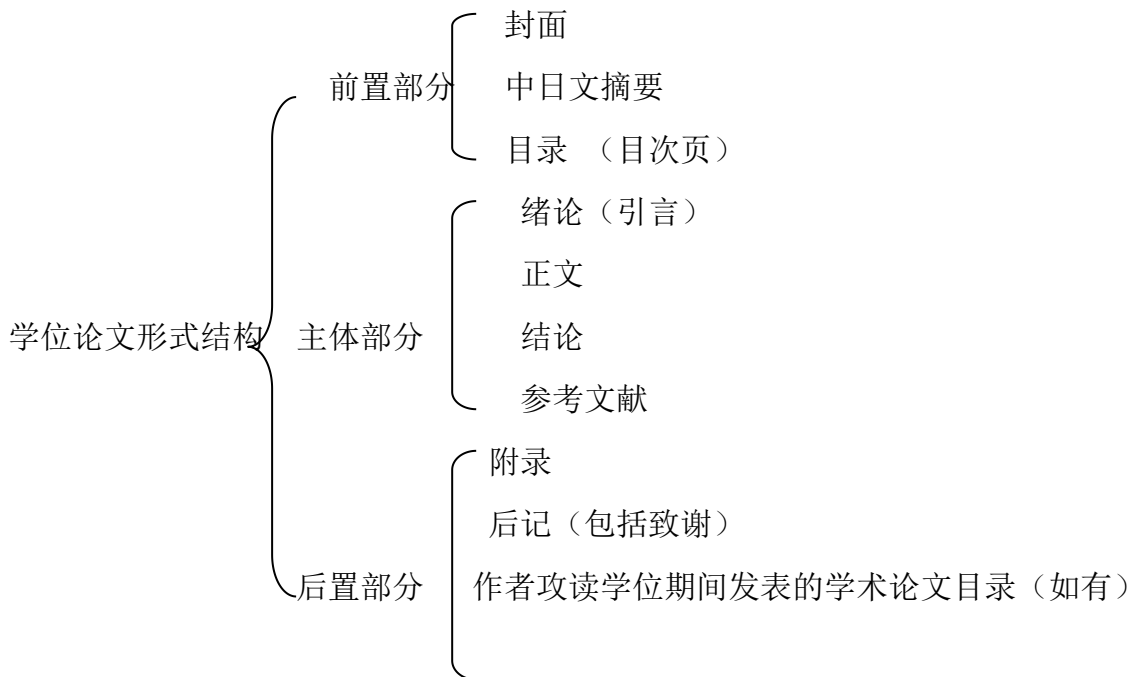 封面
前置部分 中日文摘要
目录 （目次页）
绪论（引言）
正文
学位论文形式结构 主体部分 结论
参考文献
附录
后记（包括致谢）
后置部分 作者攻读学位期间发表的学术论文目录（如有）